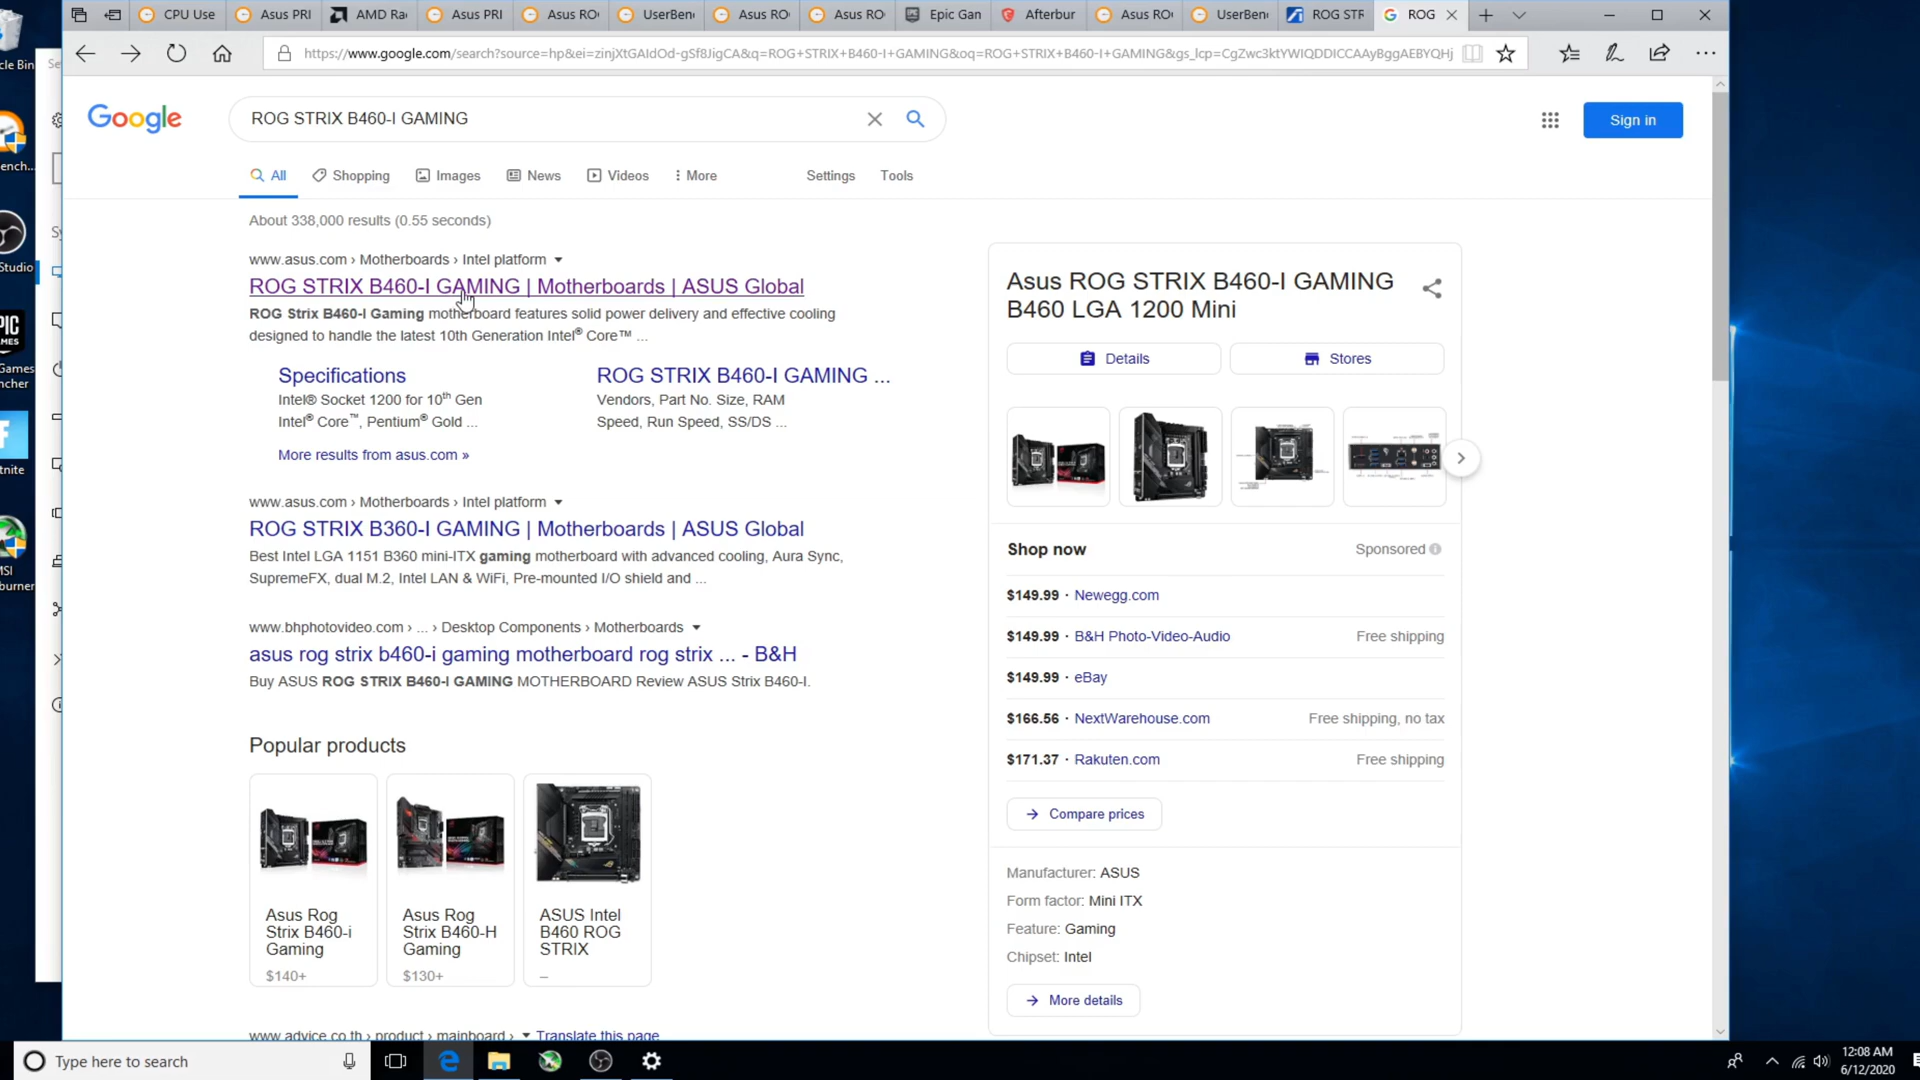 CPU Use
Asus PRI
AMD Ra
Asus PRI
Asus RO
UserBen
Asus RO
Asus RO
Epic Gan
Afterbur
Asus RO
UserBen
ROG STR
ROG
https://www.google.com/search?source=hp&ei=zinjXtGAIdOd-gSf8JigCA&q=ROG+STRIX+B460-I+GAMING&oq=ROG+STRIX+B460-I+GAMING&gs_lcp=CgZwc3ktYWIQDDICCAAyBggAEBYQHj
Google
ROG STRIX B460-I GAMING
Sign in
All
Shopping
Images
News
Videos
More
Settings
Tools
About 338,000 results (0.55 seconds)
www.asus.com › Motherboards › Intel platform
ROG STRIX B460-I GAMING | Motherboards | ASUS Global
ROG Strix B460-I Gaming motherboard features solid power delivery and effective cooling
designed to handle the latest 10th Generation Intel® Core™ ...
Specifications
Intel® Socket 1200 for 10th Gen
Intel® Core™, Pentium® Gold ...
ROG STRIX B460-I GAMING ...
Vendors, Part No. Size, RAM
Speed, Run Speed, SS/DS ...
More results from asus.com »
www.asus.com › Motherboards › Intel platform
ROG STRIX B360-I GAMING | Motherboards | ASUS Global
Best Intel LGA 1151 B360 mini-ITX gaming motherboard with advanced cooling, Aura Sync,
SupremeFX, dual M.2, Intel LAN & WiFi, Pre-mounted I/O shield and ...
www.bhphotovideo.com › ... › Desktop Components › Motherboards
asus rog strix b460-i gaming motherboard rog strix ... - B&H
Buy ASUS ROG STRIX B460-I GAMING MOTHERBOARD Review ASUS Strix B460-I.
Popular products
Asus Rog
Strix B460-i
Gaming
$140+
Asus Rog
Strix B460-H
Gaming
$130+
ASUS Intel
B460 ROG
STRIX
–
www.advice.co.th › product › mainboard ›
Translate this page
Asus ROG STRIX B460-I GAMING
B460 LGA 1200 Mini
Details
Stores
Shop now
Sponsored
$149.99 · Newegg.com
$149.99 · B&H Photo-Video-Audio
Free shipping
$149.99 · eBay
$166.56 · NextWarehouse.com
Free shipping, no tax
$171.37 · Rakuten.com
Free shipping
Compare prices
Manufacturer: ASUS
Form factor: Mini ITX
Feature: Gaming
Chipset: Intel
More details
cle Bin
ench...
Studio
PIC
AMES
Games
ncher
tnite
MSI
burner
Se
Sy
Type here to search
12:08 AM
6/12/2020